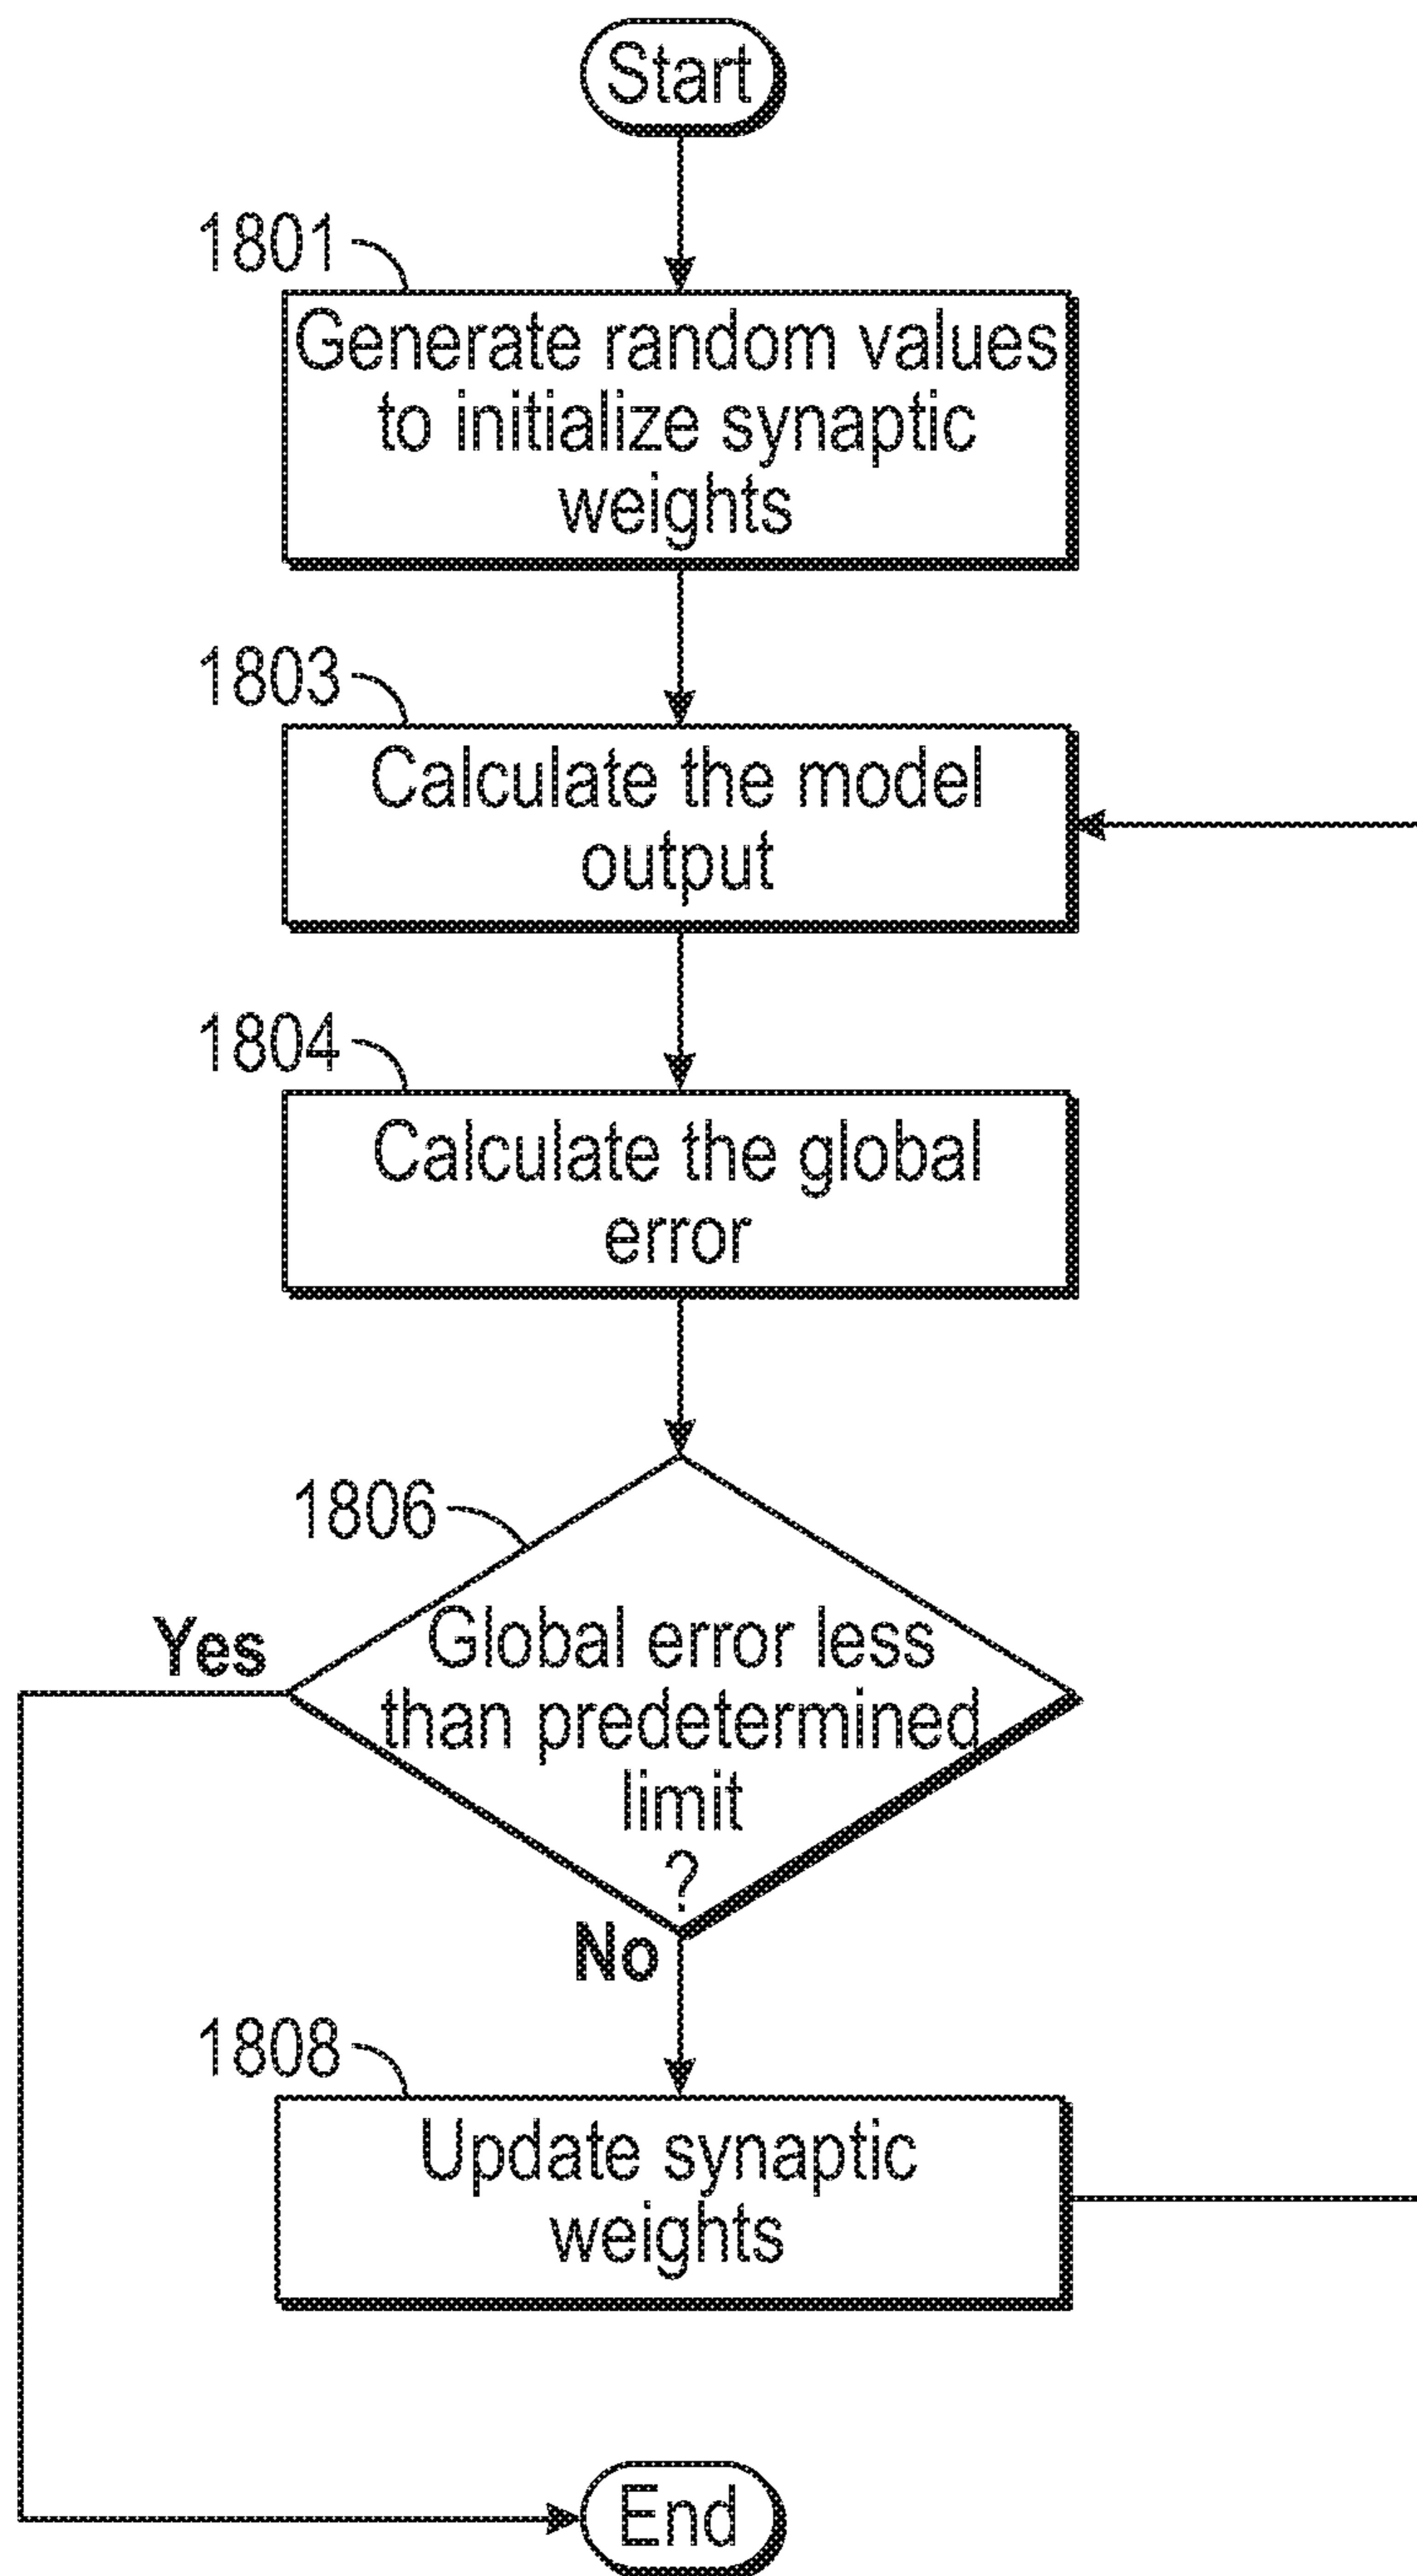 Start
1801
Generate random values
to initialize synaptic
weights
1803
Calculate the model
output
1804
Calculate the global
error
1806
Yes
Global error less
than predetermined
limit
?
No
1808
Update synaptic
weights
End